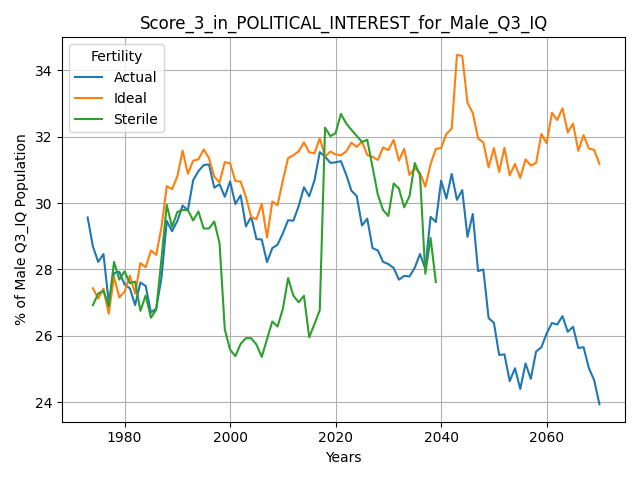 Score_3_in_POLITICAL_INTEREST_for_Male_Q3_IQ
Fertility
Actual
Ideal
Sterile
% of Male Q3_IQ Population
34
32
30
28
26
24
1980
2000
2020
2040
2060
Years